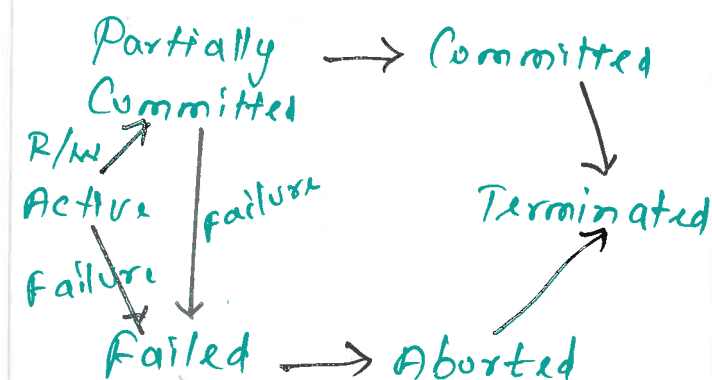 Partially
Committed
Committed
R/W
Active
Failure
failure
Terminated
Failed
Aborted